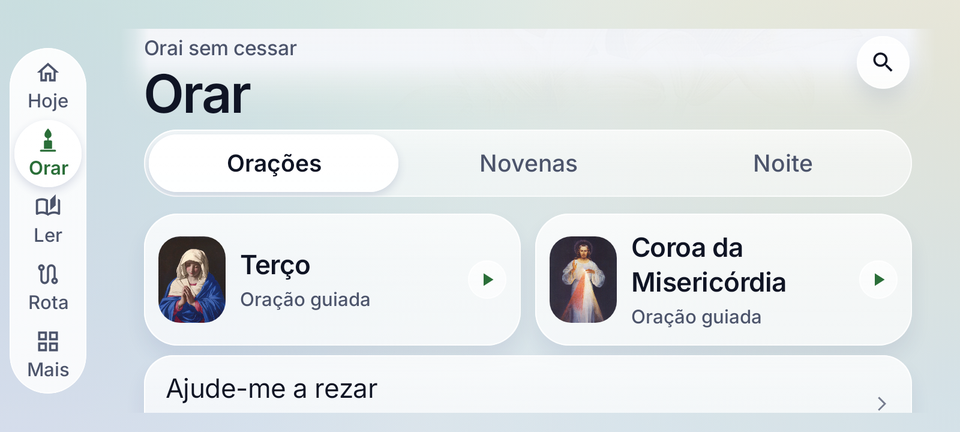 Hoje
Orar
Ler
Rota
Mais
Orai sem cessar
Orar
Orações
Novenas
Noite
Terço
Oração guiada
Coroa da
Misericórdia
Oração guiada
Ajude-me a rezar